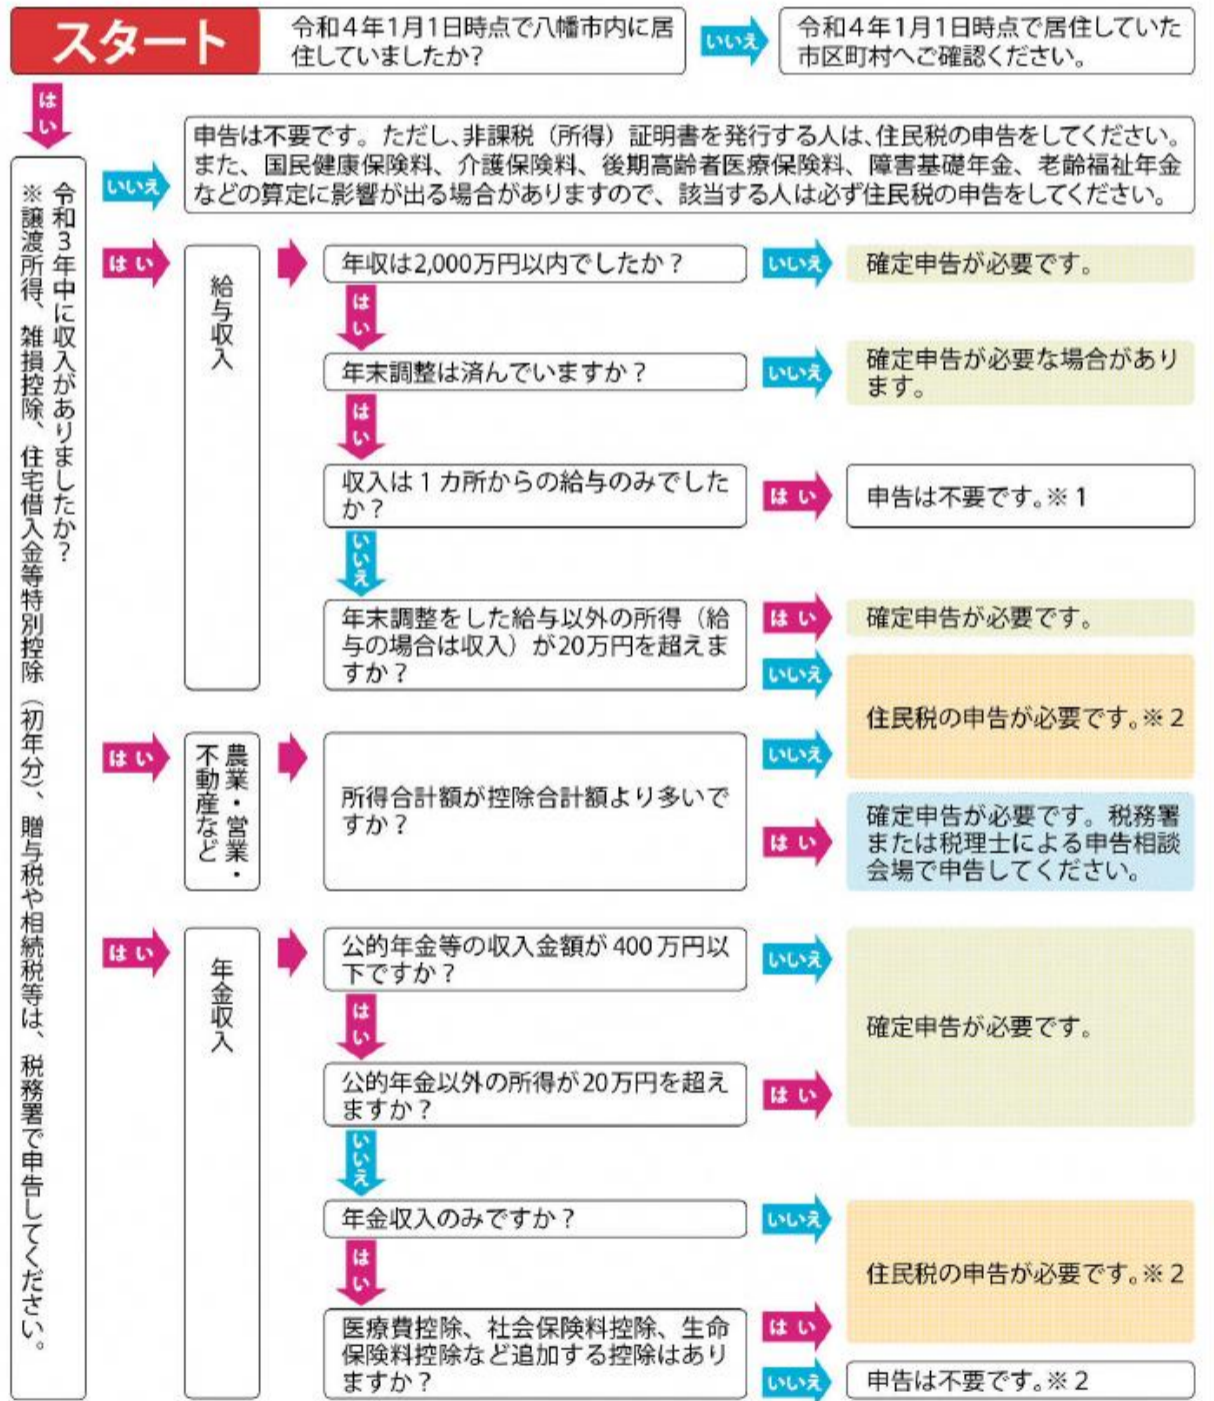 スタート
令和４年1月1日時点で八幡市内に居
住していましたか？
いいえ
令和４年1月1日時点で居住していた
市区町村へご確認ください。
はい
令和３年中に収入がありましたか？
※譲渡所得、雑損控除、住宅借入金等特別控除（初年分）、贈与税や相続税等は、税務署で申告してください。
いいえ
申告は不要です。ただし、非課税（所得）証明書を発行する人は、住民税の申告をしてください。
また、国民健康保険料、介護保険料、後期高齢者医療保険料、障害基礎年金、老齢福祉年金
などの算定に影響が出る場合がありますので、該当する人は必ず住民税の申告をしてください。
はい
給与収入
年収は2,000万円以内でしたか？
いいえ
確定申告が必要です。
はい
年末調整は済んでいますか？
いいえ
確定申告が必要な場合があり
ます。
はい
収入は１カ所からの給与のみでした
か？
はい
申告は不要です。※１
いいえ
年末調整をした給与以外の所得（給
与の場合は収入）が20万円を超えま
すか？
はい
確定申告が必要です。
いいえ
住民税の申告が必要です。※２
はい
農業・営業・
不動産など
所得合計額が控除合計額より多いで
すか？
いいえ
はい
確定申告が必要です。税務署
または税理士による申告相談
会場で申告してください。
はい
年金収入
公的年金等の収入金額が400万円以
下ですか？
いいえ
確定申告が必要です。
はい
公的年金以外の所得が20万円を超え
ますか？
はい
いいえ
年金収入のみですか？
いいえ
住民税の申告が必要です。※２
はい
医療費控除、社会保険料控除、生命
保険料控除など追加する控除はあり
ますか？
はい
いいえ
申告は不要です。※２